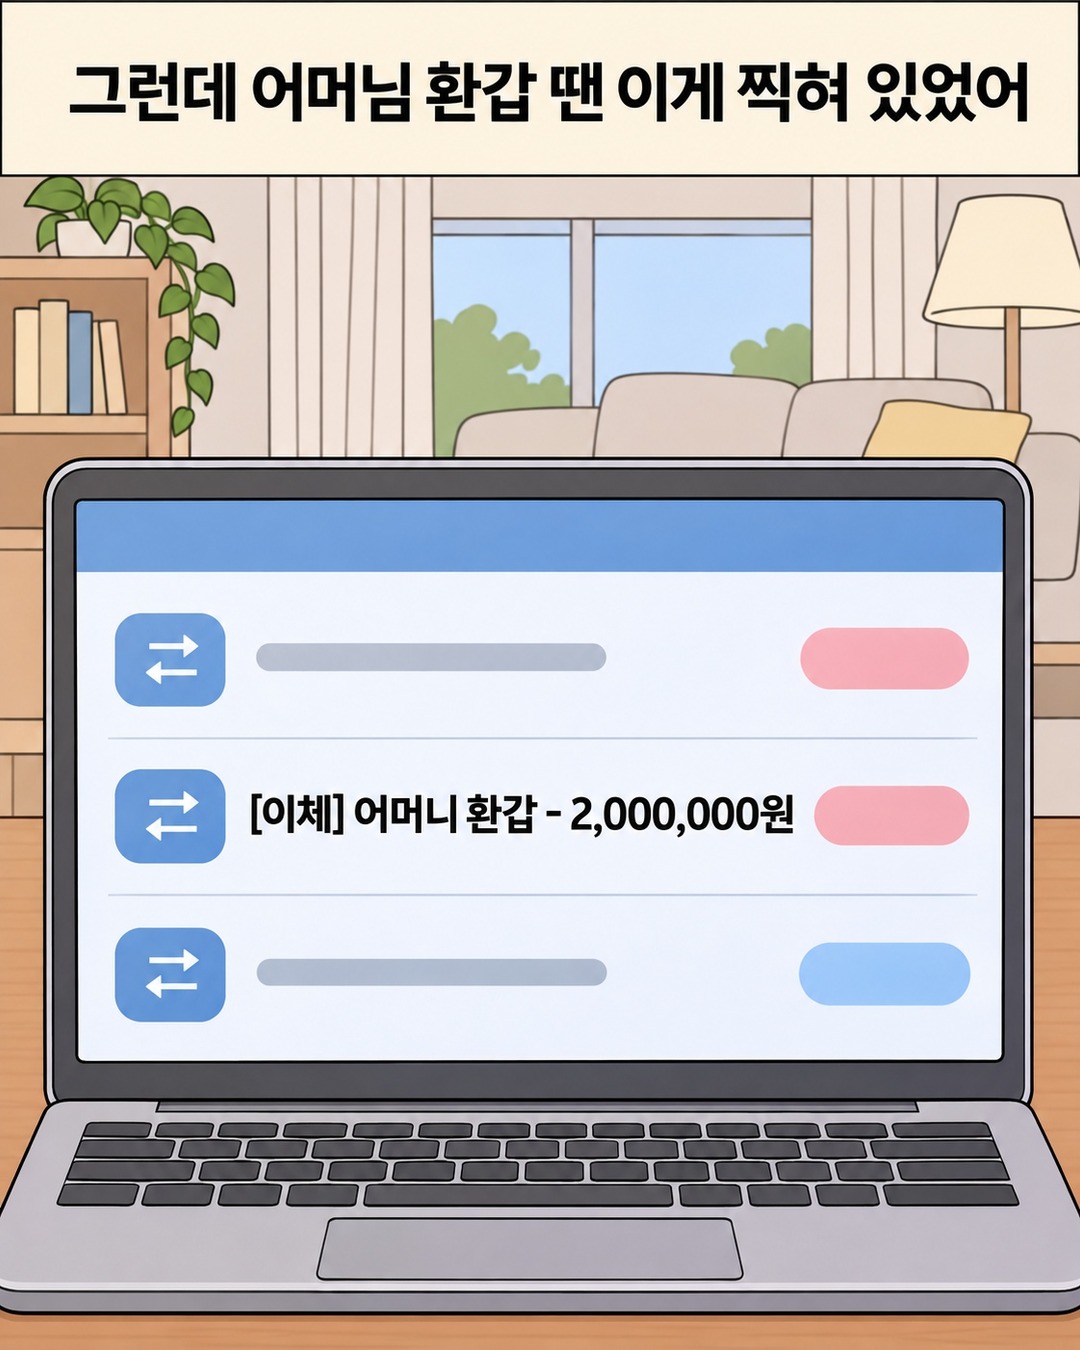 그런데 어머님 환갑 땐 이게 찍혀 있었어
[이체] 어머니 환갑 - 2,000,000원